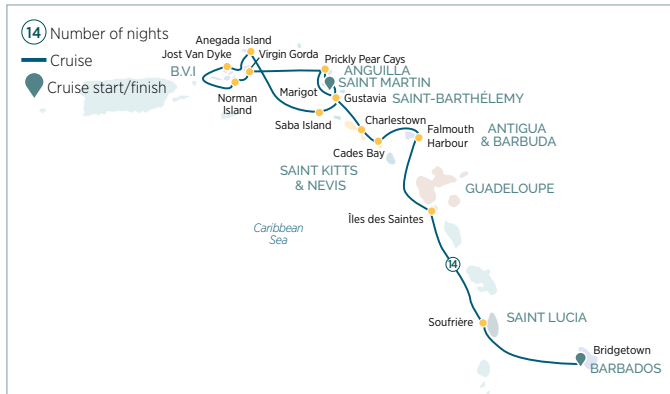 14 Number of nights
Cruise
Cruise start/finish
Anegada Island
Jost Van Dyke
Virgin Gorda
B.V.I
Norman
Island
Prickly Pear Cays
ANGUILLA
SAINT MARTIN
Marigot
Gustavia
SAINT-BARTHÉLEMY
Saba Island
Charlestown
Cades Bay
Falmouth
Harbour
ANTIGUA
& BARBUDA
SAINT KITTS
& NEVIS
GUADELOUPE
Îles des Saintes
Caribbean
Sea
14
Soufrière
SAINT LUCIA
Bridgetown
BARBADOS